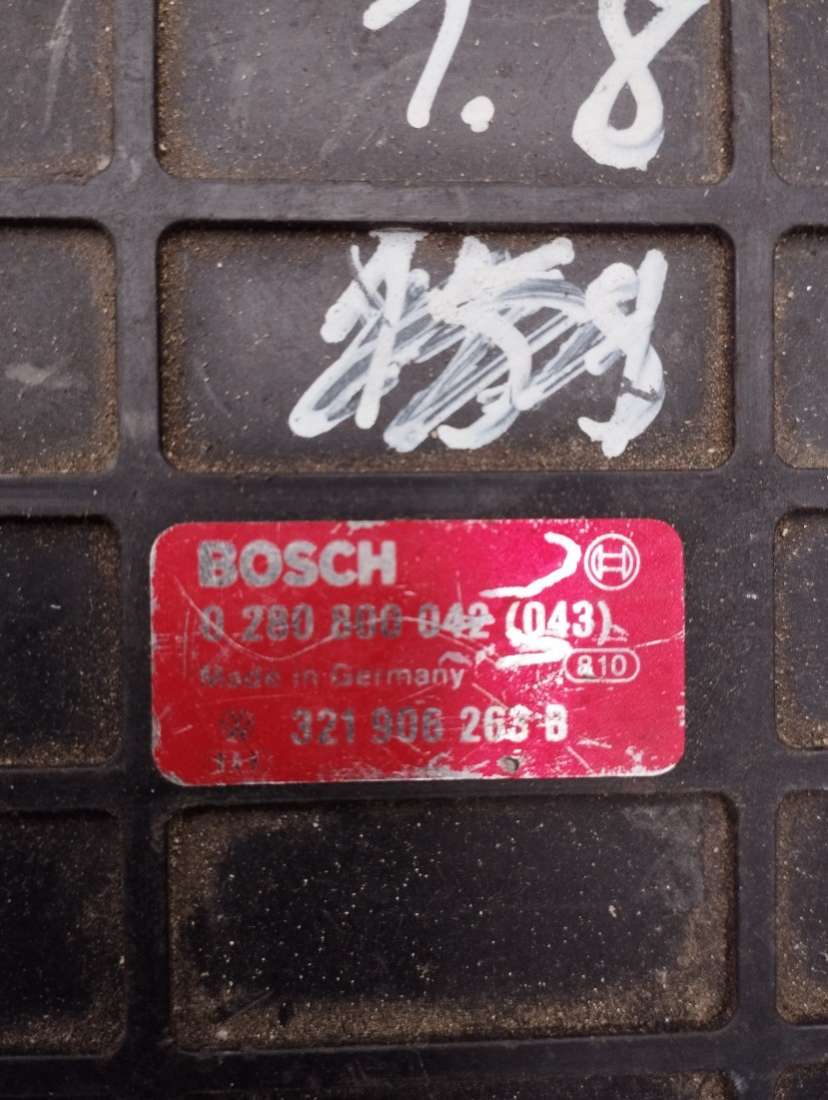 1.8
BOSCH
0 280 800 042 (043)
Made in Germany 810
321 906 263 B